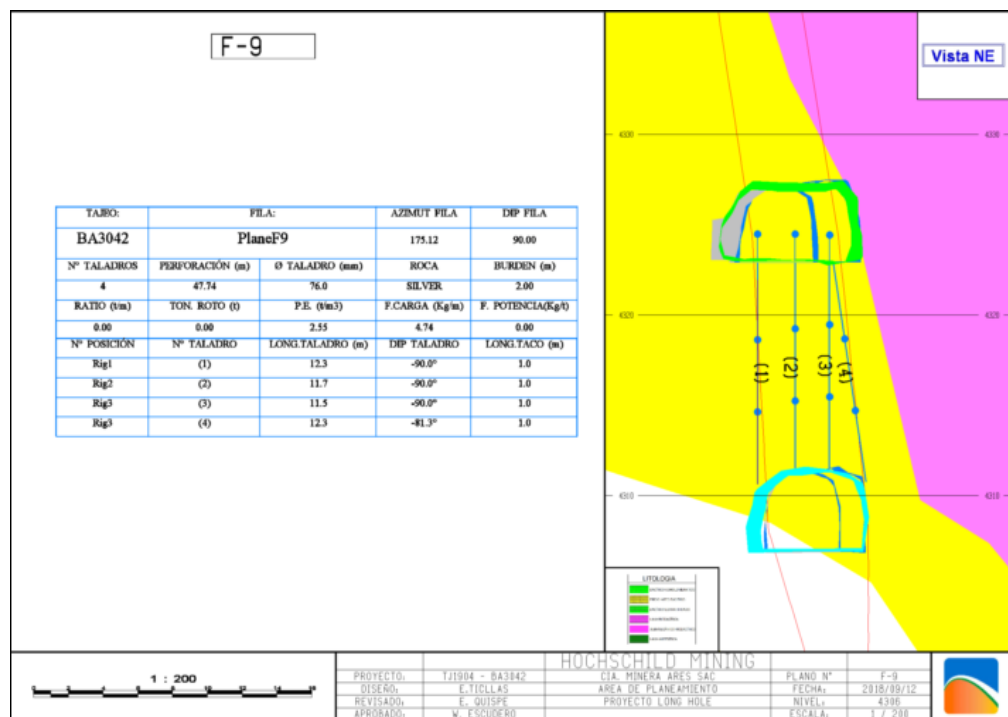 F-9
Vista NE
TAJEO: FILA: AZIMUT FILA DIP FILA
BA3042 PlaneF9 175.12 90.00
N° TALADROS PERFORACIÓN (m) Ø TALADRO (mm) ROCA BURDEN (m)
4 47.74 76.0 SILVER 2.00
RATIO (t/m) TON. ROTO (t) P.E. (t/m3) F.CARGA (Kg/m) F. POTENCIA(Kg/t)
0.00 0.00 2.55 4.74 0.00
N° POSICIÓN N° TALADRO LONG.TALADRO (m) DIP TALADRO LONG.TACO (m)
Rig1 (1) 12.3 -90.0° 1.0
Rig2 (2) 11.7 -90.0° 1.0
Rig3 (3) 11.5 -90.0° 1.0
Rig3 (4) 12.3 -81.3° 1.0
4320 4320
(1) (2) (3) (4)
4310 4310
LITOLOGIA
1 : 200
HOCHSCHILD MINING
PROYECTO: TJ1904 - BA3042 CIA. MINERA ARES SAC PLANO N° F-9
DISEÑO: E.TICLLAS AREA DE PLANEAMIENTO FECHA: 2018/09/12
REVISADO: E. QUISPE PROYECTO LONG HOLE NIVEL: 4306
APROBADO: W. ESCUDERO ESCALA: 1 / 200